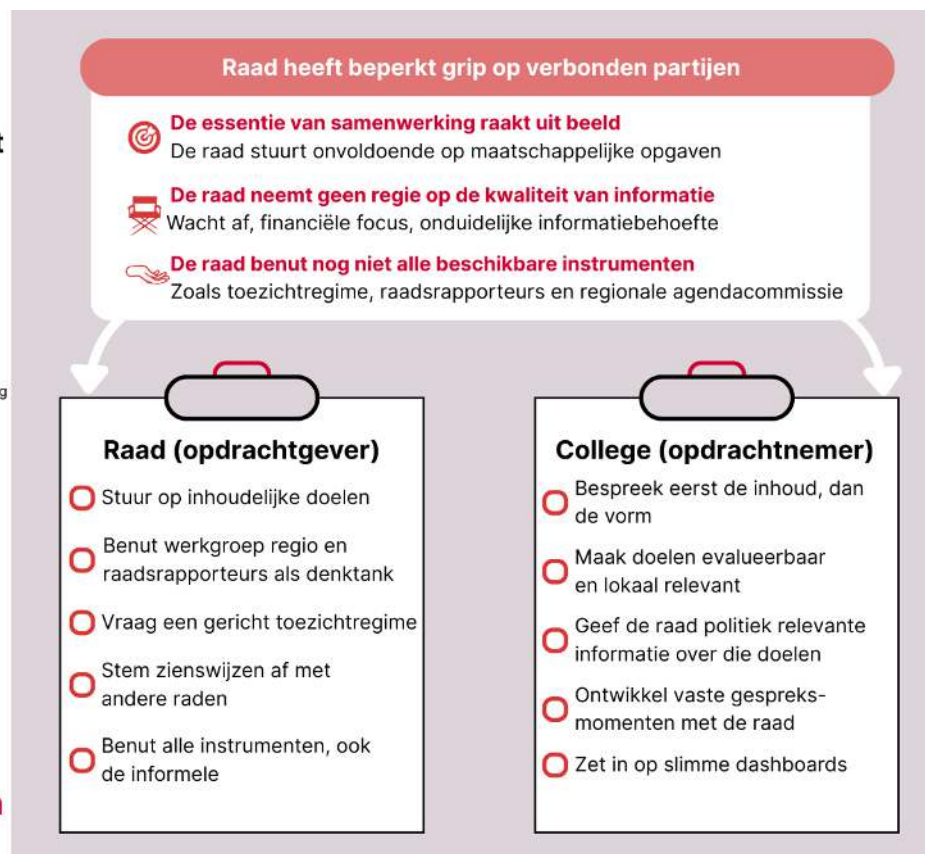 Raad heeft beperkt grip op verbonden partijen
De essentie van samenwerking raakt uit beeld
De raad stuurt onvoldoende op maatschappelijke opgaven
De raad neemt geen regie op de kwaliteit van informatie
Wacht af, financiële focus, onduidelijke informatiebehoefte
De raad benut nog niet alle beschikbare instrumenten
Zoals toezichtregime, raadsrapporteurs en regionale agendacommissie
Raad (opdrachtgever)
Stuur op inhoudelijke doelen
Benut werkgroep regio en
raadsrapporteurs als denktank
Vraag een gericht toezichtregime
Stem zienswijzen af met
andere raden
Benut alle instrumenten, ook
de informele
College (opdrachtnemer)
Bespreek eerst de inhoud, dan
de vorm
Maak doelen evalueerbaar
en lokaal relevant
Geef de raad politiek relevante
informatie over die doelen
Ontwikkel vaste gespreks-
momenten met de raad
Zet in op slimme dashboards